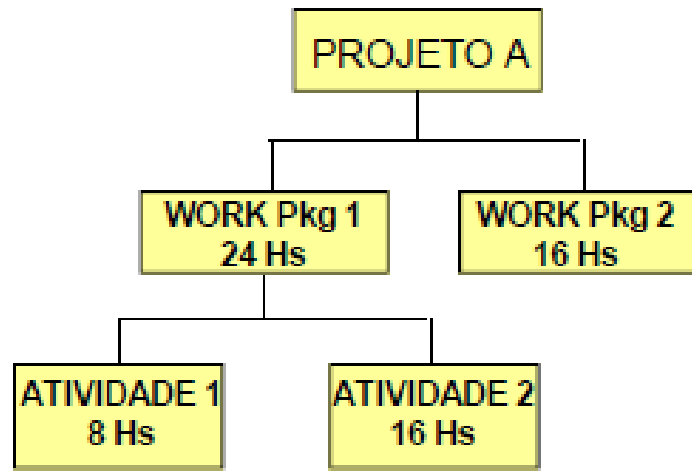 PROJETO A
WORK Pkg 1
24 Hs
WORK Pkg 2
16 Hs
ATIVIDADE 1
8 Hs
ATIVIDADE 2
16 Hs